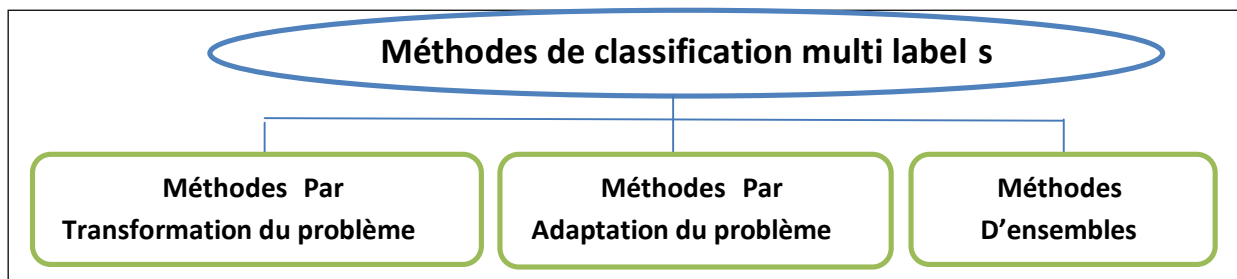 Méthodes de classification multi label s
Méthodes Par
Transformation du problème
Méthodes Par
Adaptation du problème
Méthodes
D’ensembles